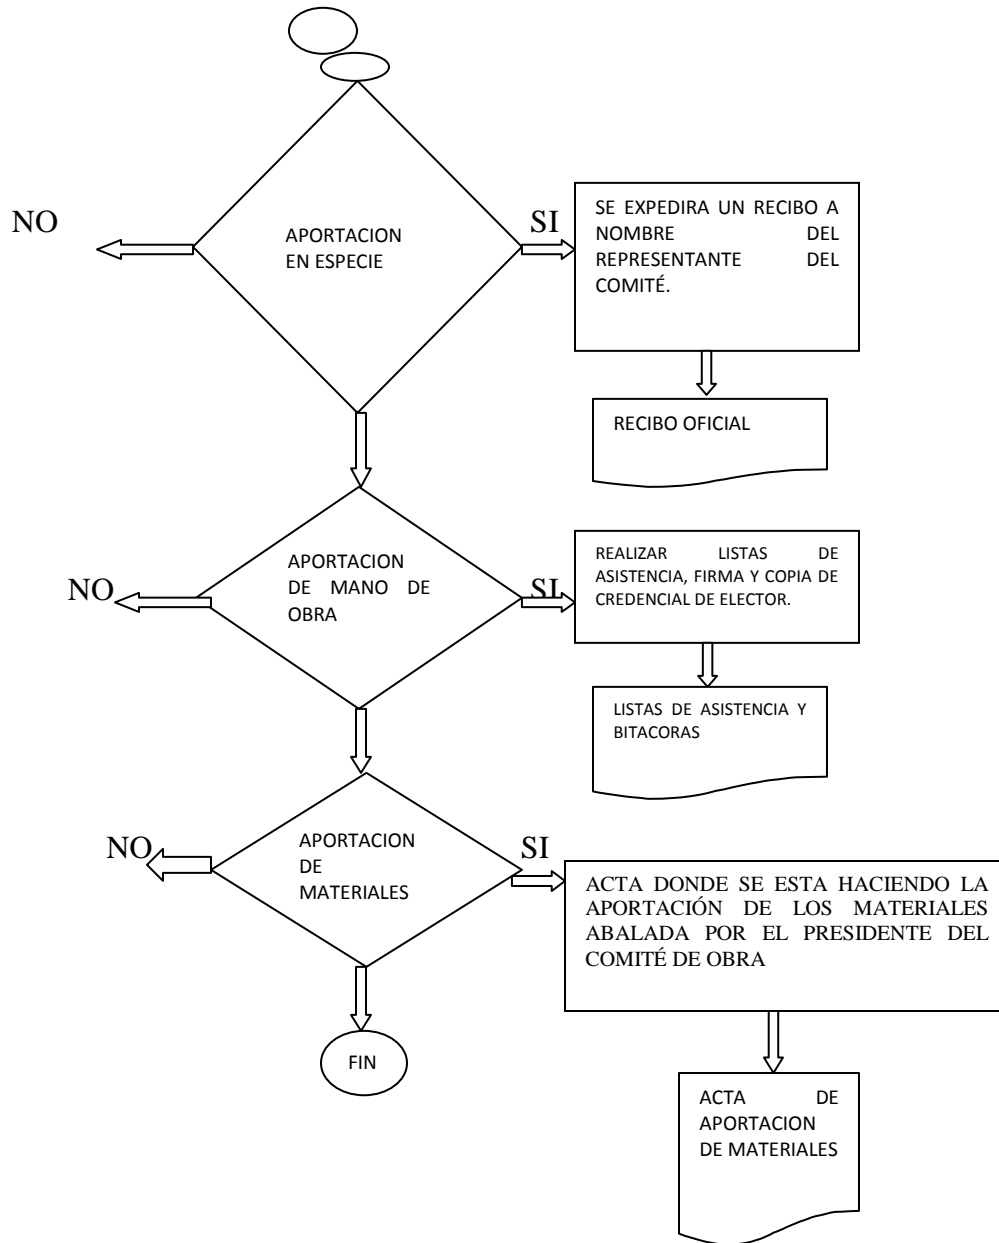 NO
APORTACION
EN ESPECIE
SI
SE EXPEDIRA UN RECIBO A
NOMBRE DEL
REPRESENTANTE DEL
COMITÉ.
RECIBO OFICIAL
NO
APORTACION
DE MANO DE
OBRA
SI
REALIZAR LISTAS DE
ASISTENCIA, FIRMA Y COPIA DE
CREDENCIAL DE ELECTOR.
LISTAS DE ASISTENCIA Y
BITACORAS
NO
APORTACION
DE
MATERIALES
SI
ACTA DONDE SE ESTA HACIENDO LA
APORTACIÓN DE LOS MATERIALES
ABALADA POR EL PRESIDENTE DEL
COMITÉ DE OBRA
FIN
ACTA DE
APORTACION
DE MATERIALES